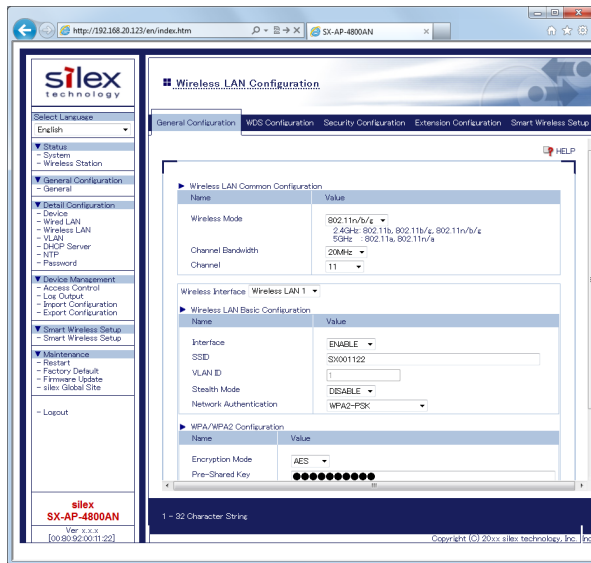 http://192.168.20.123/en/index.htm
SX-AP-4800AN
silex
technology
Select Language
English
Status
- System
- Wireless Station
General Configuration
- General
Detail Configuration
- Device
- Wired LAN
- Wireless LAN
- VLAN
- DHCP Server
- NTP
- Password
Device Management
- Access Control
- Log Output
- Import Configuration
- Export Configuration
Smart Wireless Setup
- Smart Wireless Setup
Maintenance
- Restart
- Factory Default
- Firmware Update
- silex Global Site
- Logout
silex
SX-AP-4800AN
Ver x.x.x
[00:80:92:00:11:22]
Wireless LAN Configuration
General Configuration WDS Configuration Security Configuration Extension Configuration Smart Wireless Setup
HELP
Wireless LAN Common Configuration
Name Value
Wireless Mode 802.11n/b/g
2.4GHz: 802.11b, 802.11b/g, 802.11n/b/g
5GHz : 802.11a, 802.11n/a
Channel Bandwidth 20MHz
Channel 11
Wireless Interface Wireless LAN 1
Wireless LAN Basic Configuration
Name Value
Interface ENABLE
SSID SX001122
VLAN ID 1
Stealth Mode DISABLE
Network Authentication WPA2-PSK
WPA/WPA2 Configuration
Name Value
Encryption Mode AES
Pre-Shared Key ●●●●●●●●●●
1 - 32 Character String
Copyright (C) 20xx silex technology, Inc. Inc